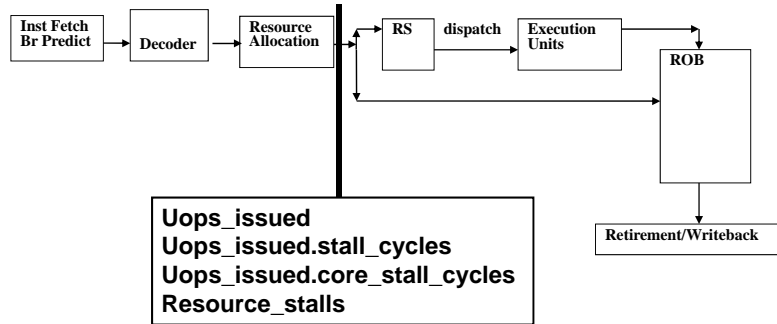 Inst Fetch
Br Predict
Decoder
Resource
Allocation
RS
dispatch
Execution
Units
ROB
Retirement/Writeback
Uops_issued
Uops_issued.stall_cycles
Uops_issued.core_stall_cycles
Resource_stalls